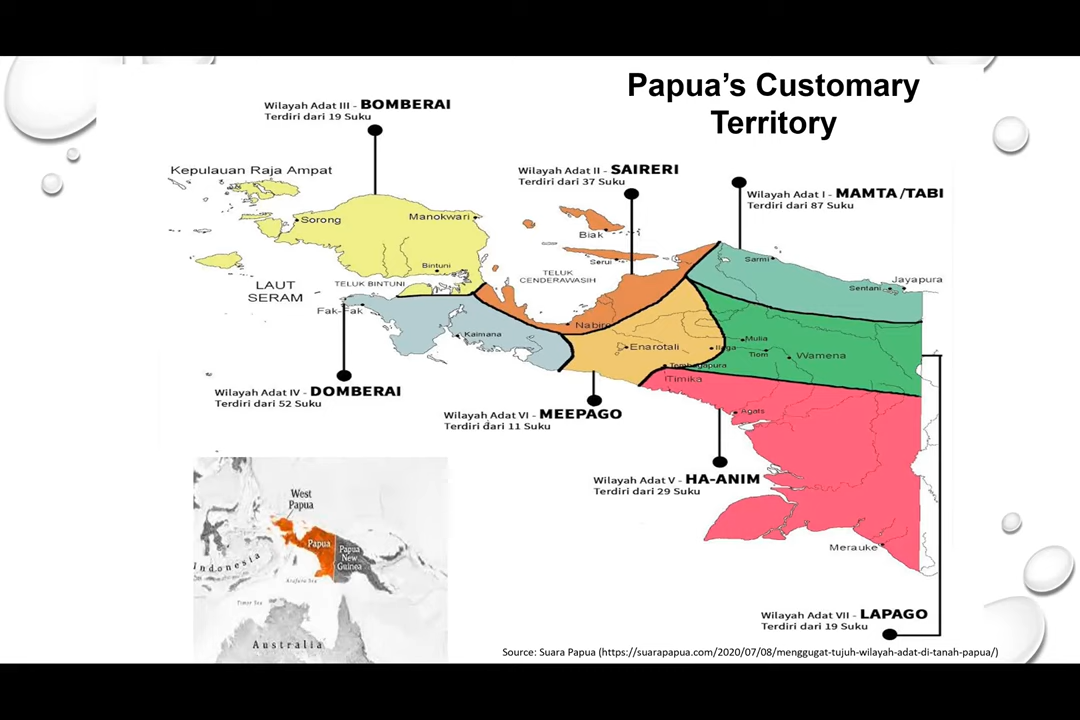 Papua's Customary
Territory
Wilayah Adat III - BOMBERAI
Terdiri dari 19 Suku
Kepulauan Raja Ampat
Wilayah Adat II - SAIRERI
Terdiri dari 37 Suku
Wilayah Adat I - MAMTA /TABI
Terdiri dari 87 Suku
Sorong
Manokwari
Biak
Bintuni
Serui
Sarmi
TELUK BINTUNI
TELUK
CENDERAWASIH
Jayapura
Sentani
LAUT
SERAM
Fak-Fak
Kaimana
Nabire
Enarotali
Ilaga
Mulia
Tiom
Wamena
Tembagapura
Timika
Agats
Wilayah Adat IV - DOMBERAI
Terdiri dari 52 Suku
Wilayah Adat VI - MEEPAGO
Terdiri dari 11 Suku
Wilayah Adat V - HA-ANIM
Terdiri dari 29 Suku
Merauke
Wilayah Adat VII - LAPAGO
Terdiri dari 19 Suku
West
Papua
Papua
Papua
New
Guinea
Indonesia
Arafura Sea
Timor Sea
Australia
Source: Suara Papua (https://suarapapua.com/2020/07/08/menggugat-tujuh-wilayah-adat-di-tanah-papua/)